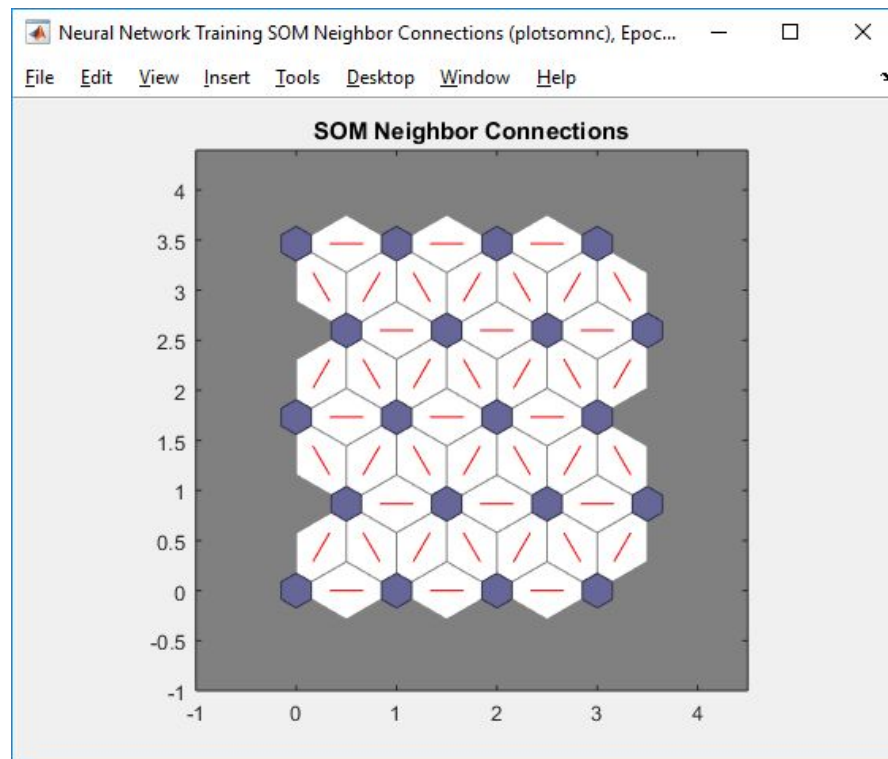 Neural Network Training SOM Neighbor Connections (plotsomnc), Epoc...
File Edit View Insert Tools Desktop Window Help
SOM Neighbor Connections
4
3.5
3
2.5
2
1.5
1
0.5
0
-0.5
-1
-1 0 1 2 3 4